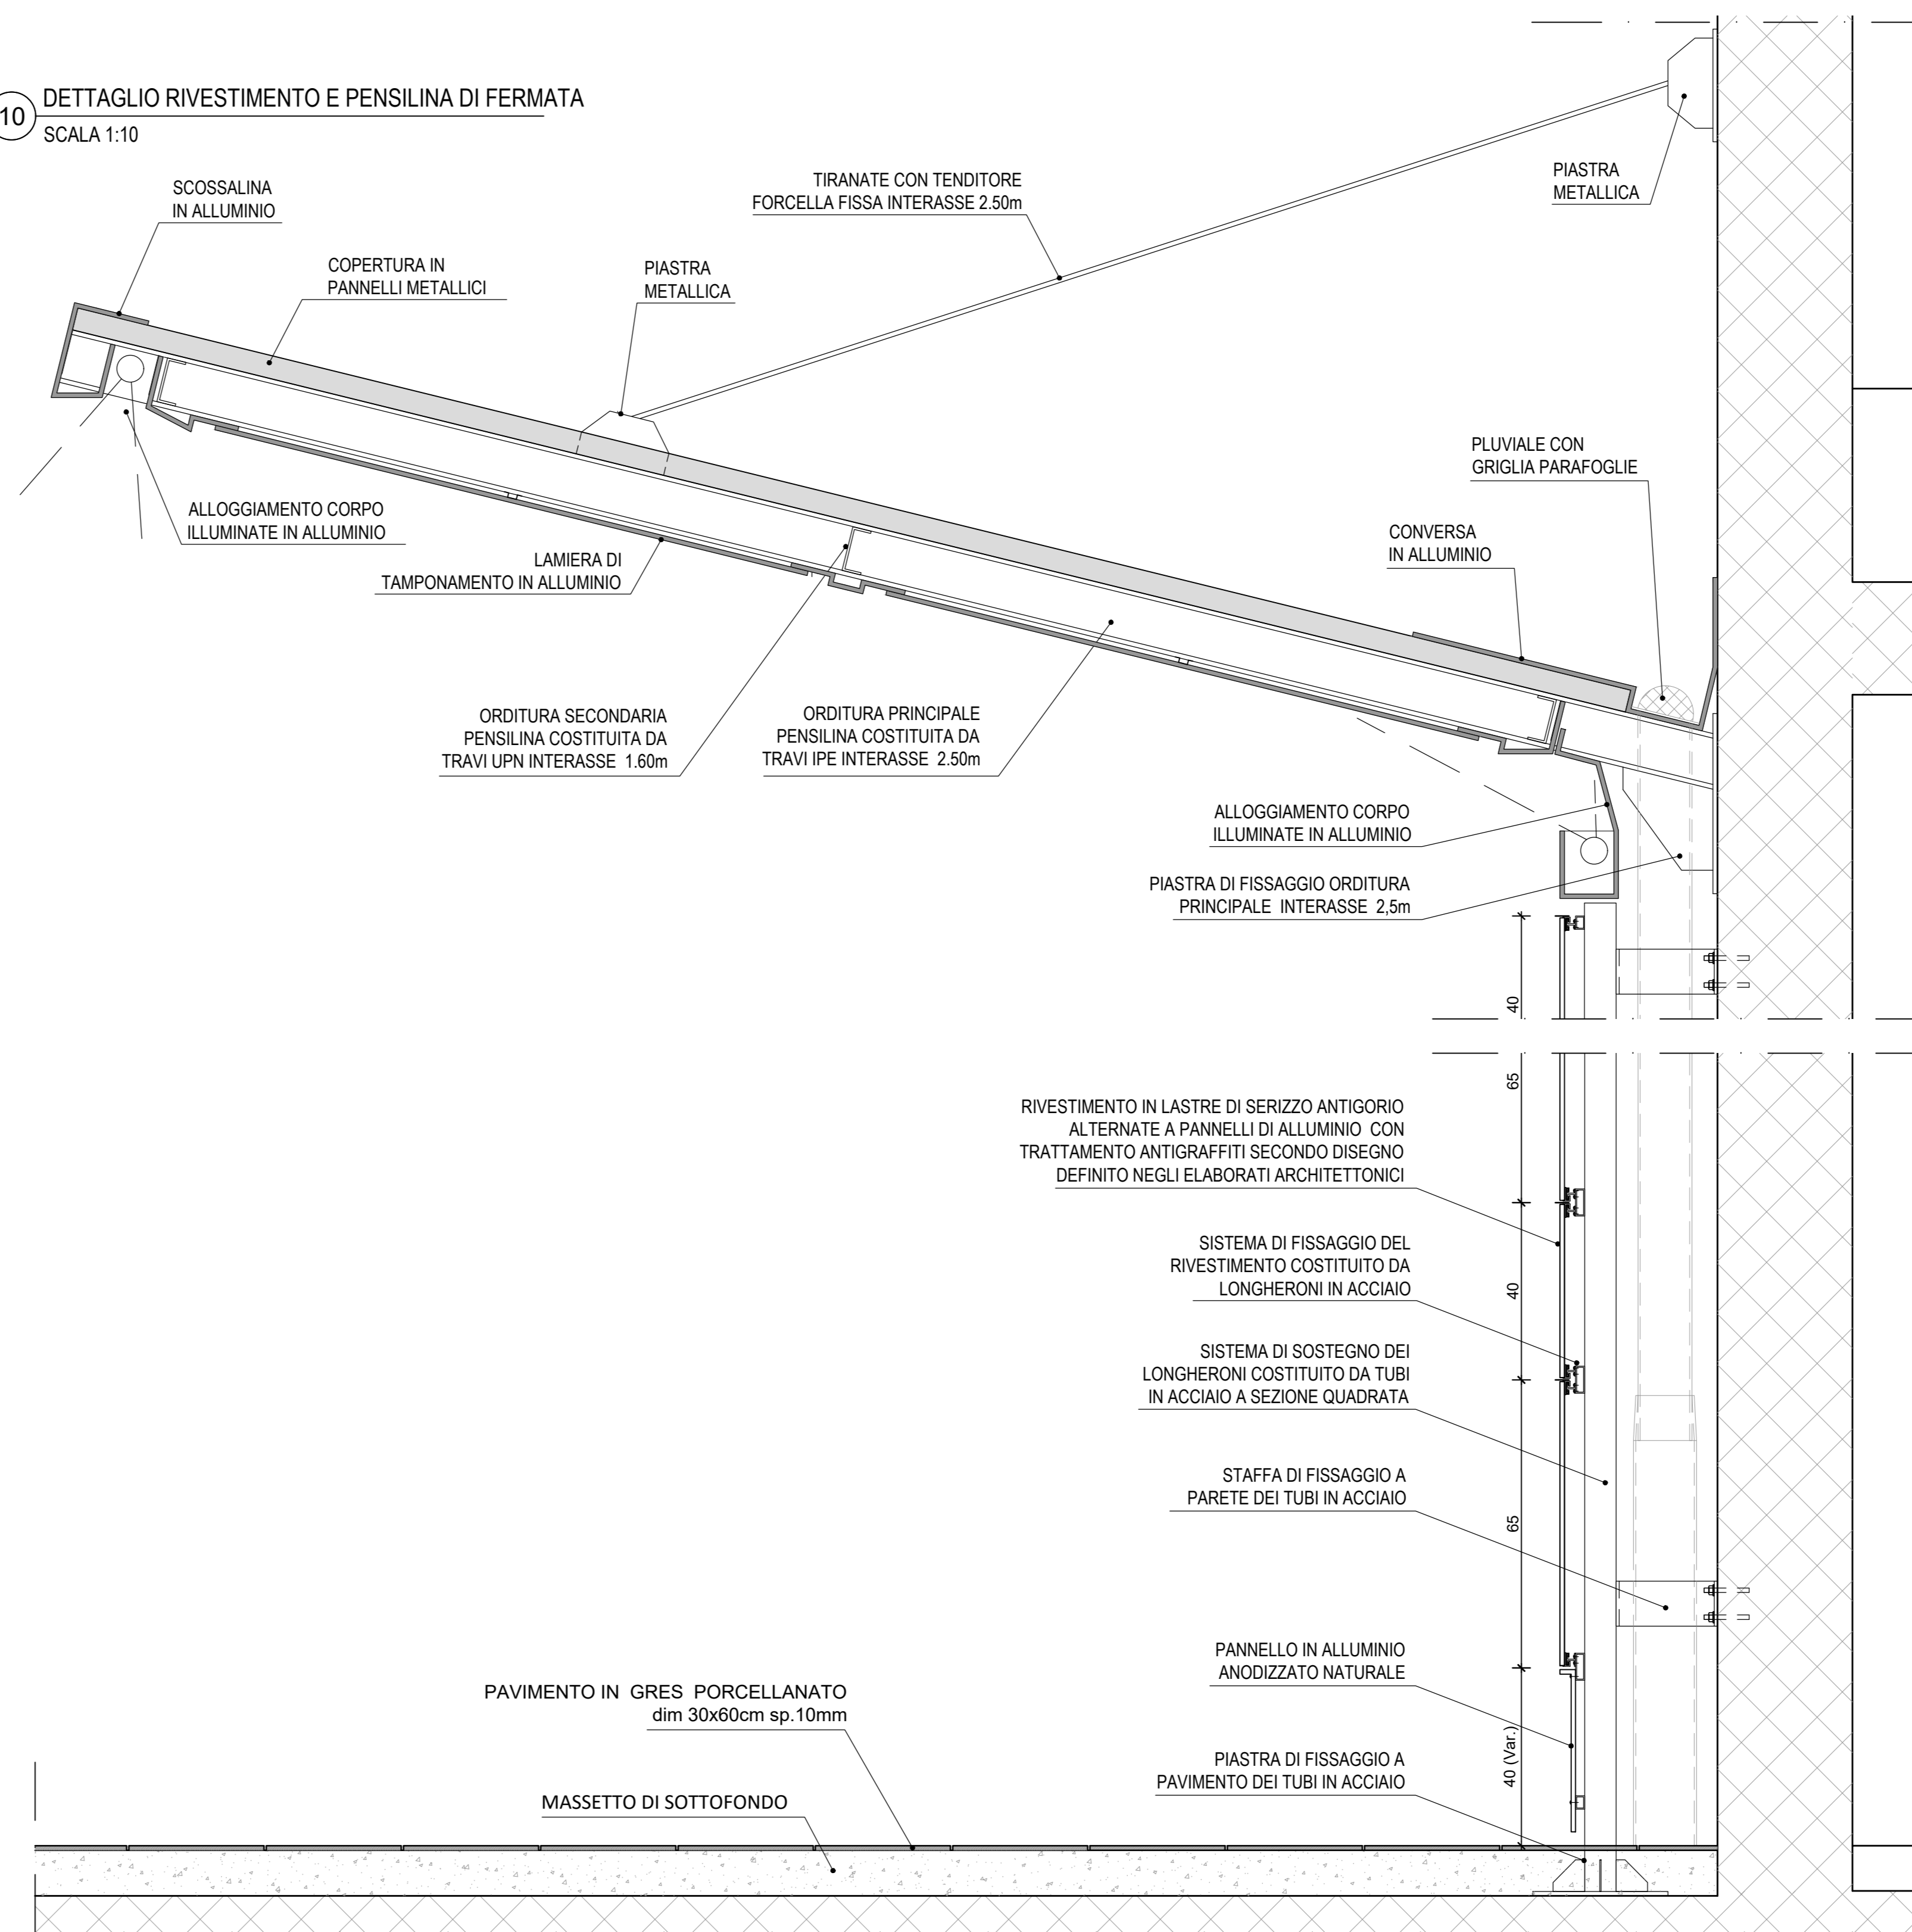 10
DETTAGLIO RIVESTIMENTO E PENSILINA DI FERMATA
SCALA 1:10
SCOSSALINA
IN ALLUMINIO
COPERTURA IN
PANNELLI METALLICI
PIASTRA
METALLICA
TIRANATE CON TENDITORE
FORCELLA FISSA INTERASSE 2.50m
PIASTRA
METALLICA
PLUVIALE CON
GRIGLIA PARAFOGLIE
CONVERSA
IN ALLUMINIO
ALLOGGIAMENTO CORPO
ILLUMINATE IN ALLUMINIO
LAMIERA DI
TAMPONAMENTO IN ALLUMINIO
ORDITURA SECONDARIA
PENSILINA COSTITUITA DA
TRAVI UPN INTERASSE 1.60m
ORDITURA PRINCIPALE
PENSILINA COSTITUITA DA
TRAVI IPE INTERASSE 2.50m
ALLOGGIAMENTO CORPO
ILLUMINATE IN ALLUMINIO
PIASTRA DI FISSAGGIO ORDITURA
PRINCIPALE INTERASSE 2,5m
40
65
RIVESTIMENTO IN LASTRE DI SERIZZO ANTIGORIO
ALTERNATE A PANNELLI DI ALLUMINIO CON
TRATTAMENTO ANTIGRAFFITI SECONDO DISEGNO
DEFINITO NEGLI ELABORATI ARCHITETTONICI
SISTEMA DI FISSAGGIO DEL
RIVESTIMENTO COSTITUITO DA
LONGHERONI IN ACCIAIO
40
SISTEMA DI SOSTEGNO DEI
LONGHERONI COSTITUITO DA TUBI
IN ACCIAIO A SEZIONE QUADRATA
STAFFA DI FISSAGGIO A
PARETE DEI TUBI IN ACCIAIO
65
PANNELLO IN ALLUMINIO
ANODIZZATO NATURALE
PAVIMENTO IN GRES PORCELLANATO
dim 30x60cm sp.10mm
40 (Var.)
PIASTRA DI FISSAGGIO A
PAVIMENTO DEI TUBI IN ACCIAIO
MASSETTO DI SOTTOFONDO